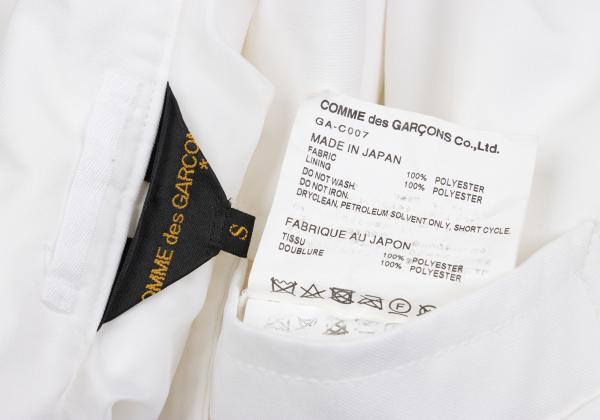 COMME des GARÇONS
*
S
COMME des GARÇONS Co.,Ltd.
GA-C007
MADE IN JAPAN
FABRIC 100% POLYESTER
LINING 100% POLYESTER
DO NOT WASH.
DO NOT IRON.
DRYCLEAN, PETROLEUM SOLVENT ONLY, SHORT CYCLE.
FABRIQUE AU JAPON
TISSU 100% POLYESTER
DOUBLURE 100% POLYESTER
F